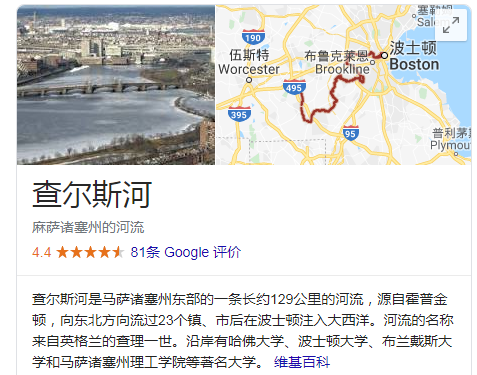 塞勒姆
Salem
190
伍斯特
Worcester
布鲁克莱恩
Brookline
波士顿
Boston
495
395
95
普利茅斯
Plymou
查尔斯河
麻萨诸塞州的河流
4.4 ★★★★★ 81条 Google 评价
查尔斯河是马萨诸塞州东部的一条长约129公里的河流，源自霍普金
顿，向东北方向流过23个镇、市后在波士顿注入大西洋。河流的名称
来自英格兰的查理一世。沿岸有哈佛大学、波士顿大学、布兰戴斯大
学和马萨诸塞州理工学院等著名大学。 维基百科